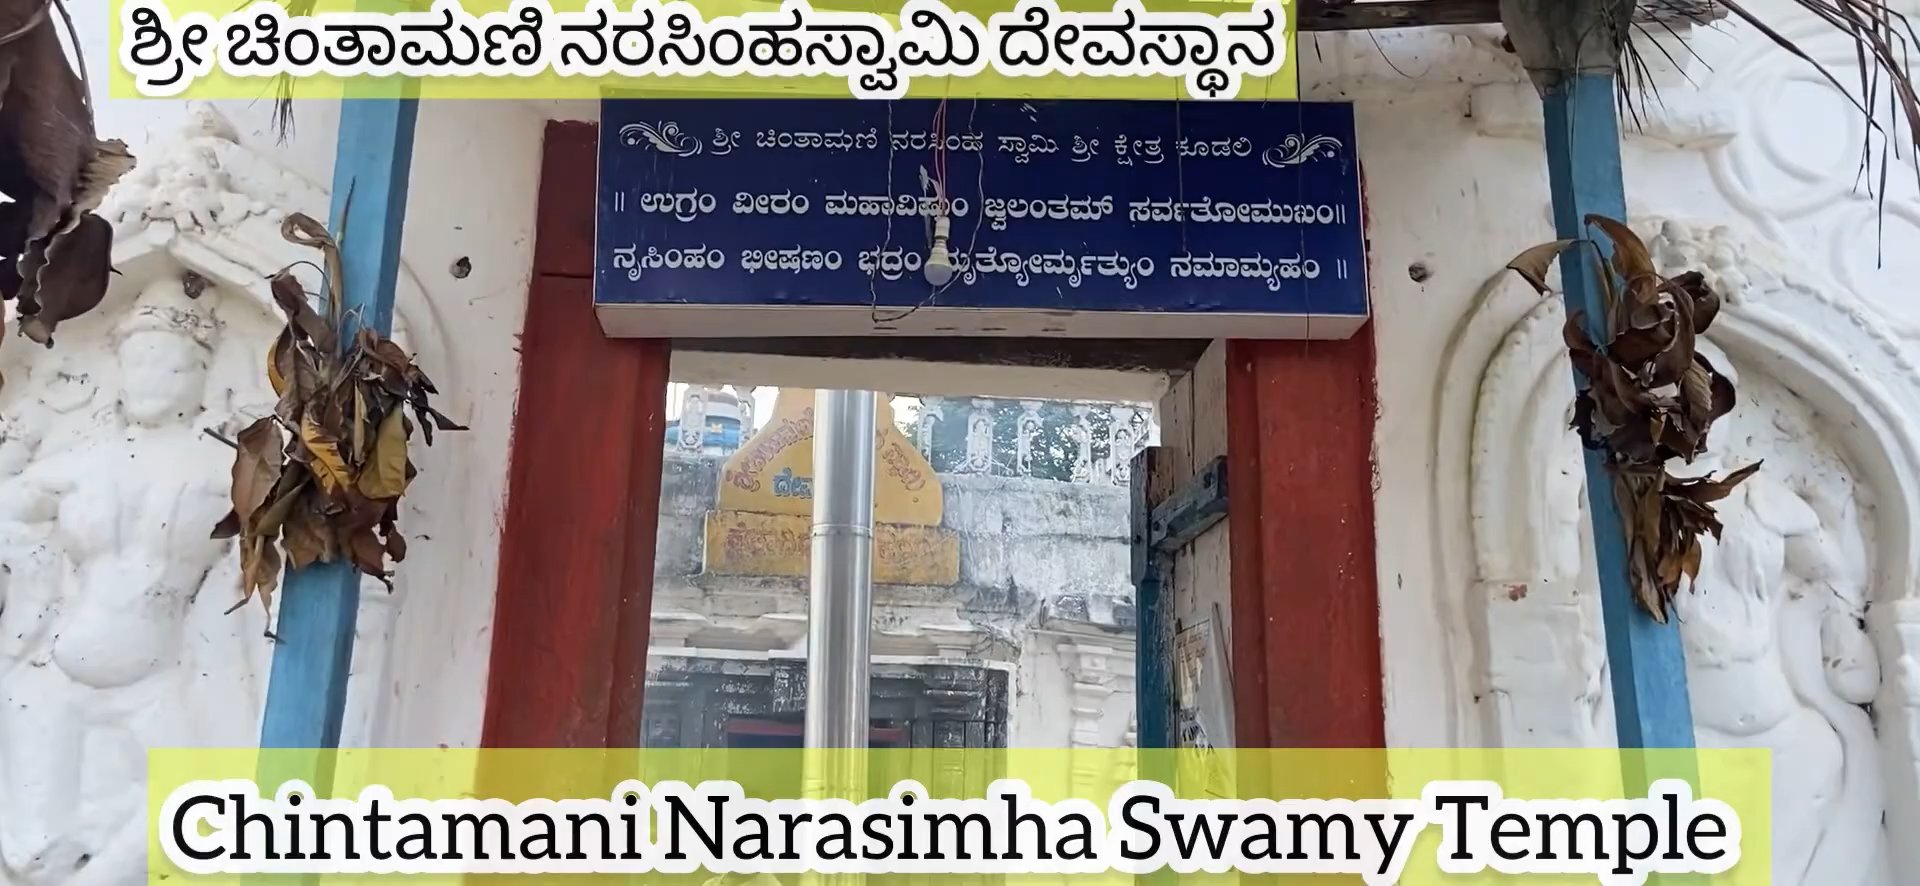 ಶ್ರೀ ಚಿಂತಾಮಣಿ ನರಸಿಂಹಸ್ವಾಮಿ ದೇವಸ್ಥಾನ
ಶ್ರೀ ಚಿಂತಾಮಣಿ ನರಸಿಂಹ ಸ್ವಾಮಿ ಶ್ರೀ ಕ್ಷೇತ್ರ ಕೂಡಲಿ
॥ ಉಗ್ರಂ ವೀರಂ ಮಹಾವಿಷ್ಣುಂ ಜ್ವಲಂತಮ್ ಸರ್ವತೋಮುಖಂ॥
ನೃಸಿಂಹಂ ಭೀಷಣಂ ಭದ್ರಂ ಮೃತ್ಯೋರ್ಮೃತ್ಯುಂ ನಮಾಮ್ಯಹಂ ॥
Chintamani Narasimha Swamy Temple